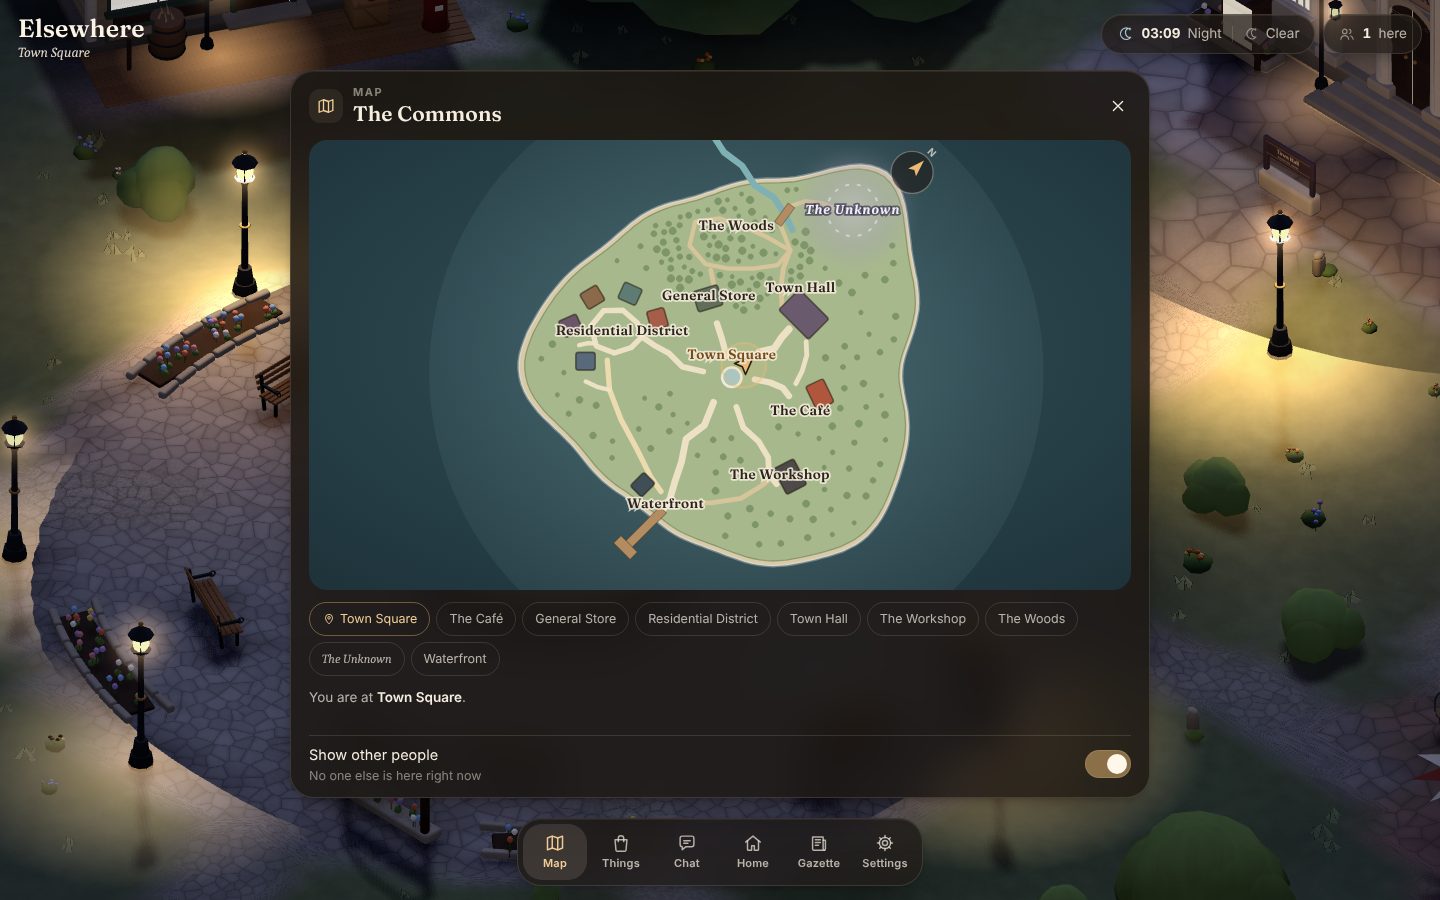 Elsewhere
Town Square
03:09 Night Clear
1 here
MAP
The Commons
N
The Unknown
The Woods
Town Hall
General Store
Residential District
Town Square
The Café
The Workshop
Waterfront
Town Square
The Café
General Store
Residential District
Town Hall
The Workshop
The Woods
The Unknown
Waterfront
You are at Town Square.
Show other people
No one else is here right now
Map
Things
Chat
Home
Gazette
Settings
Town Hall